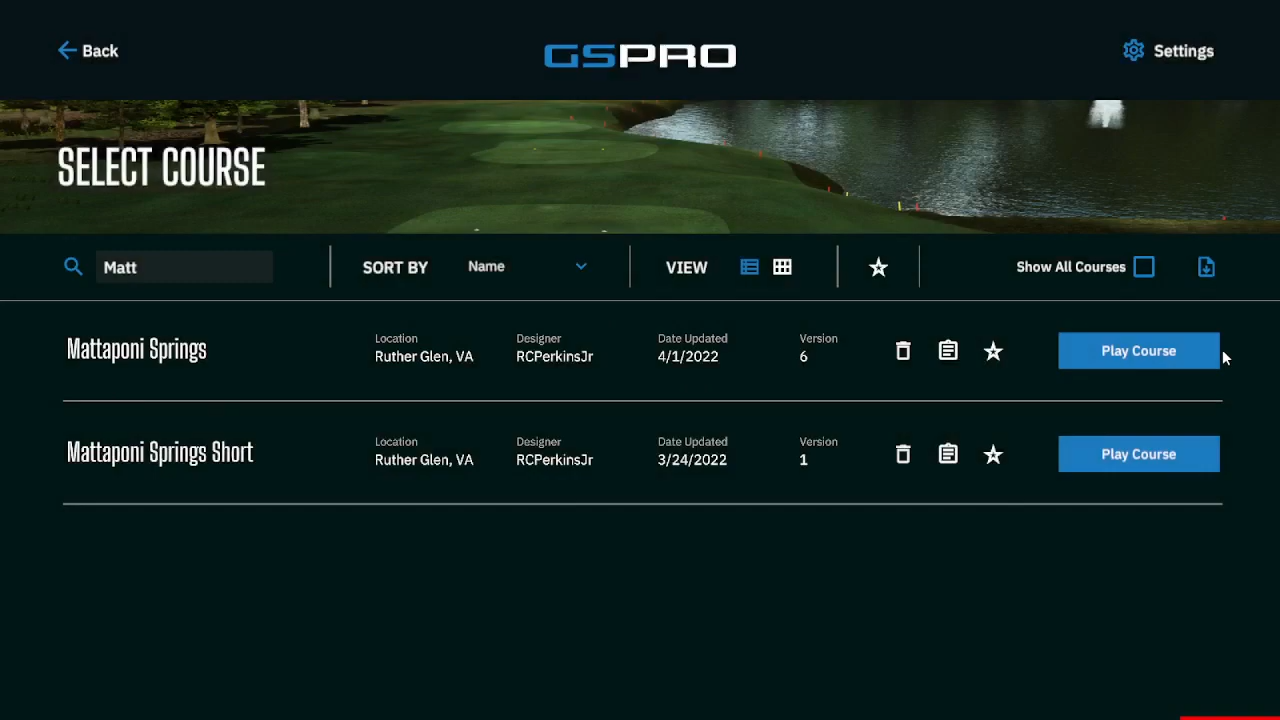 Back
GSPRO
Settings
SELECT COURSE
Matt
SORT BY
Name
VIEW
Show All Courses
Mattaponi Springs
Location
Ruther Glen, VA
Designer
RCPerkinsJr
Date Updated
4/1/2022
Version
6
Play Course
Mattaponi Springs Short
Location
Ruther Glen, VA
Designer
RCPerkinsJr
Date Updated
3/24/2022
Version
1
Play Course